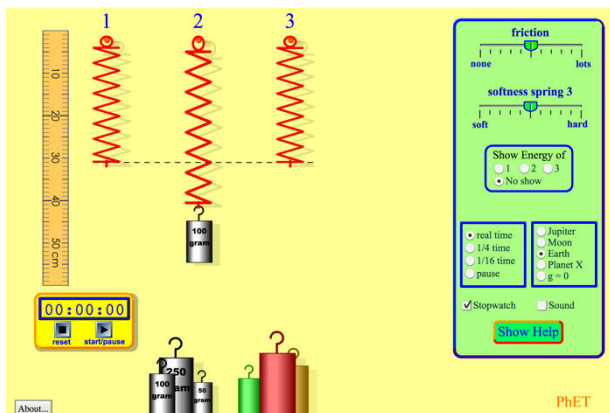 1 2 3
10
20
30
40
50 cm
100
gram
00:00:00
reset start/pause
250
gram
100
gram
50
gram
About...
friction
none lots
softness spring 3
soft hard
Show Energy of
1 2 3
No show
real time
1/4 time
1/16 time
pause
Jupiter
Moon
Earth
Planet X
g = 0
Stopwatch Sound
Show Help
PhET